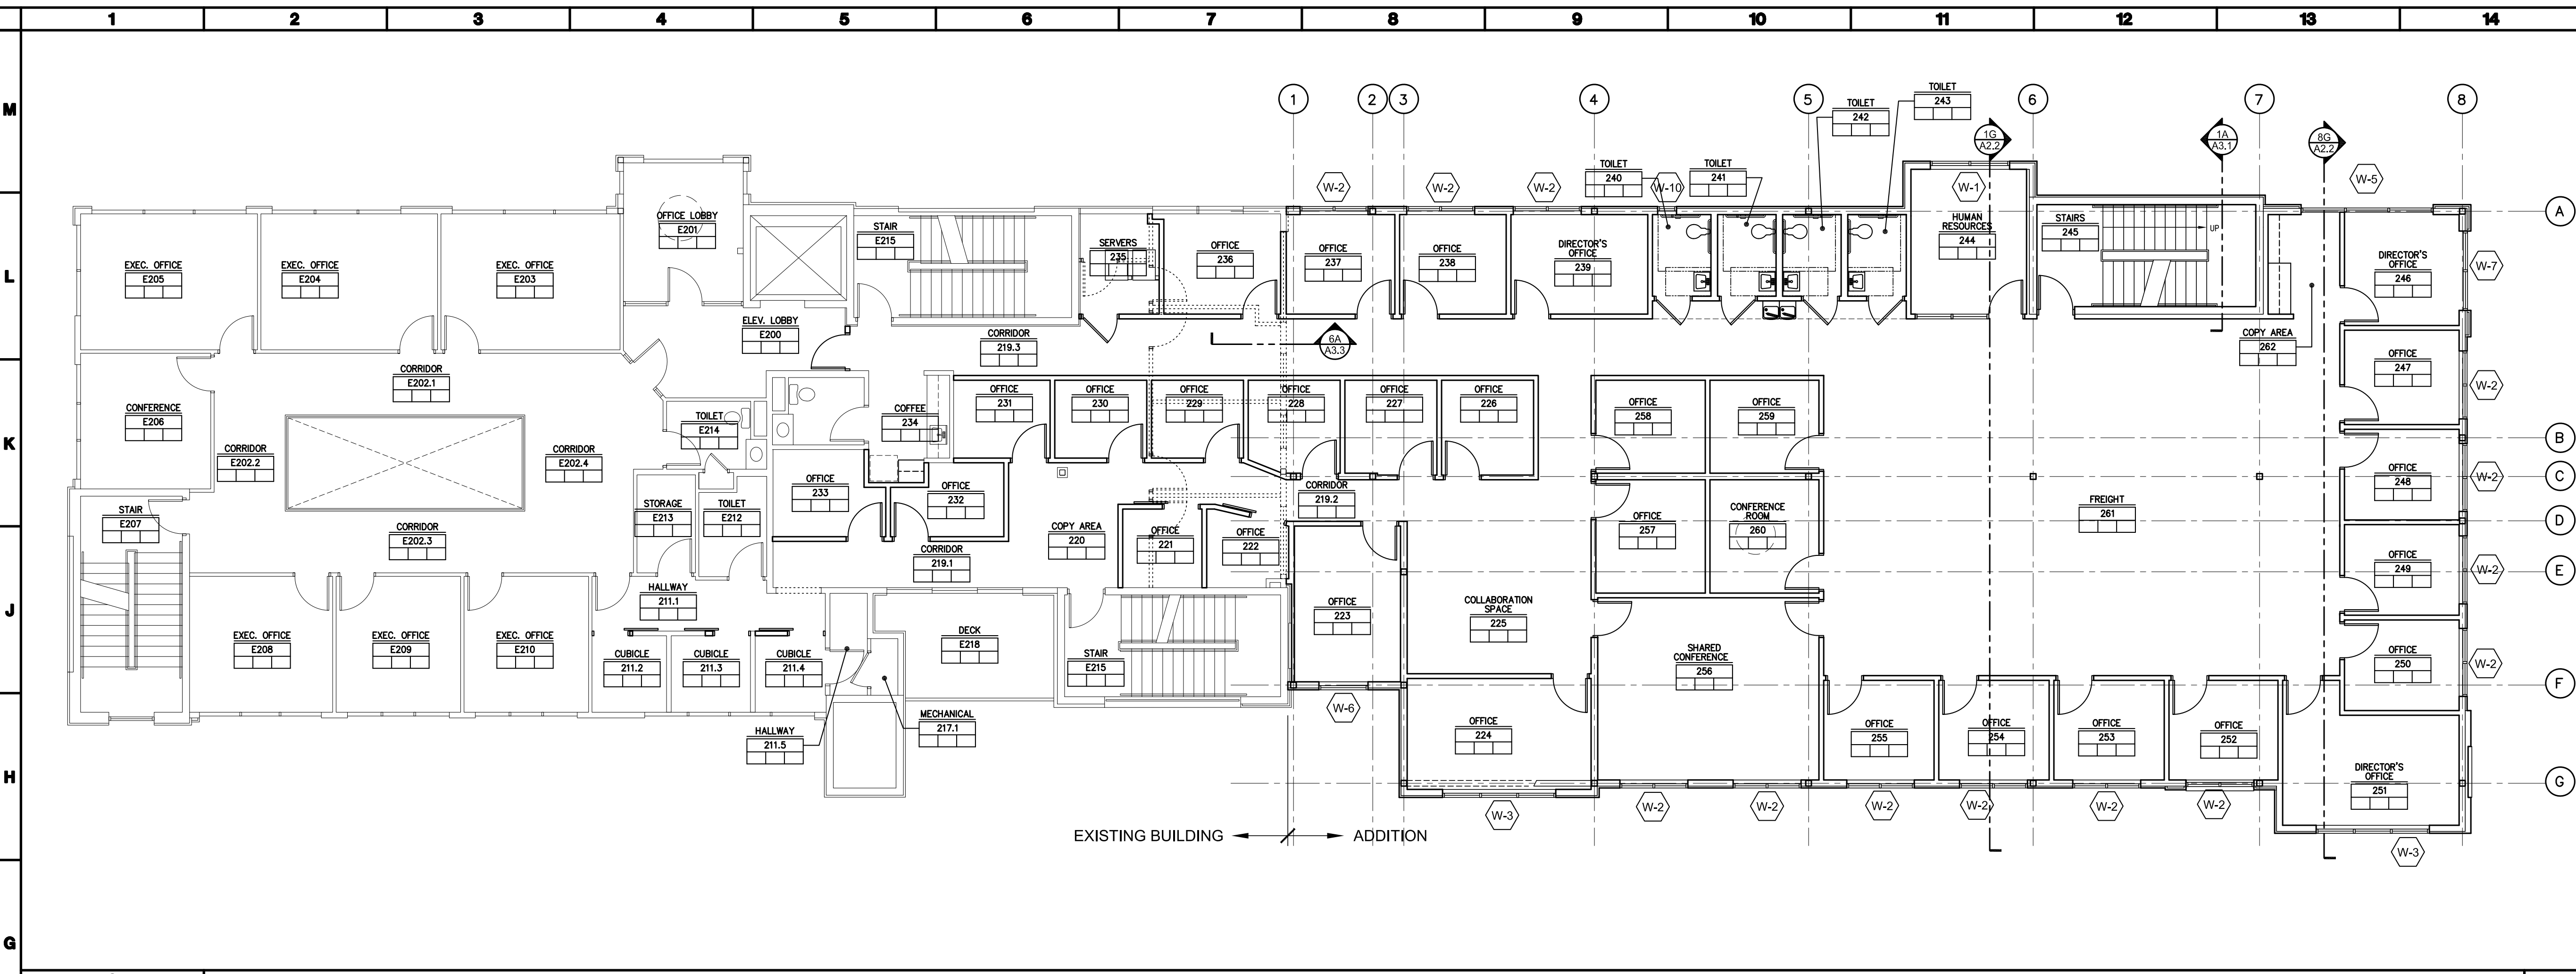 1 2 3 4 5 6 7 8 9 10 11 12 13 14
M
L
K
J
H
G
1 2 3 4 5 6 7 8
A
B
C
D
E
F
G
1G
A2.2
1A
A3.1
8G
A2.2
6A
A3.3
TOILET
242
TOILET
243
TOILET
240
TOILET
241
W-2
W-2
W-2
W-10
W-1
W-5
OFFICE LOBBY
E201
STAIR
E215
SERVERS
235
OFFICE
236
OFFICE
237
OFFICE
238
DIRECTOR'S
OFFICE
239
HUMAN
RESOURCES
244
STAIRS
245
UP
DIRECTOR'S
OFFICE
246
W-7
EXEC. OFFICE
E205
EXEC. OFFICE
E204
EXEC. OFFICE
E203
ELEV. LOBBY
E200
CORRIDOR
219.3
COPY AREA
262
OFFICE
247
W-2
CORRIDOR
E202.1
CONFERENCE
E206
TOILET
E214
COFFEE
234
OFFICE
231
OFFICE
230
OFFICE
229
OFFICE
228
OFFICE
227
OFFICE
226
OFFICE
258
OFFICE
259
CORRIDOR
E202.2
CORRIDOR
E202.4
OFFICE
233
OFFICE
232
CORRIDOR
219.2
OFFICE
248
W-2
STAIR
E207
STORAGE
E213
TOILET
E212
CORRIDOR
E202.3
COPY AREA
220
CORRIDOR
219.1
OFFICE
221
OFFICE
222
OFFICE
257
CONFERENCE
ROOM
260
FREIGHT
261
OFFICE
249
W-2
HALLWAY
211.1
OFFICE
223
COLLABORATION
SPACE
225
EXEC. OFFICE
E208
EXEC. OFFICE
E209
EXEC. OFFICE
E210
CUBICLE
211.2
CUBICLE
211.3
CUBICLE
211.4
DECK
E218
STAIR
E215
SHARED
CONFERENCE
256
OFFICE
250
W-2
HALLWAY
211.5
MECHANICAL
217.1
W-6
OFFICE
224
OFFICE
255
OFFICE
254
OFFICE
253
OFFICE
252
DIRECTOR'S
OFFICE
251
W-3
W-2
W-2
W-2
W-2
W-2
W-2
W-3
EXISTING BUILDING
ADDITION